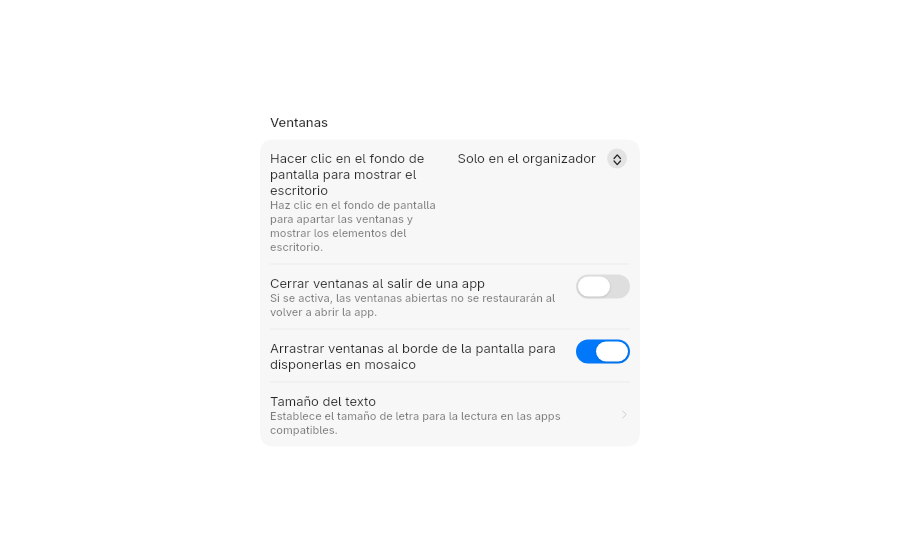 Ventanas
Hacer clic en el fondo de
pantalla para mostrar el
escritorio
Solo en el organizador
Haz clic en el fondo de pantalla
para apartar las ventanas y
mostrar los elementos del
escritorio.
Cerrar ventanas al salir de una app
Si se activa, las ventanas abiertas no se restaurarán al
volver a abrir la app.
Arrastrar ventanas al borde de la pantalla para
disponerlas en mosaico
Tamaño del texto
Establece el tamaño de letra para la lectura en las apps
compatibles.